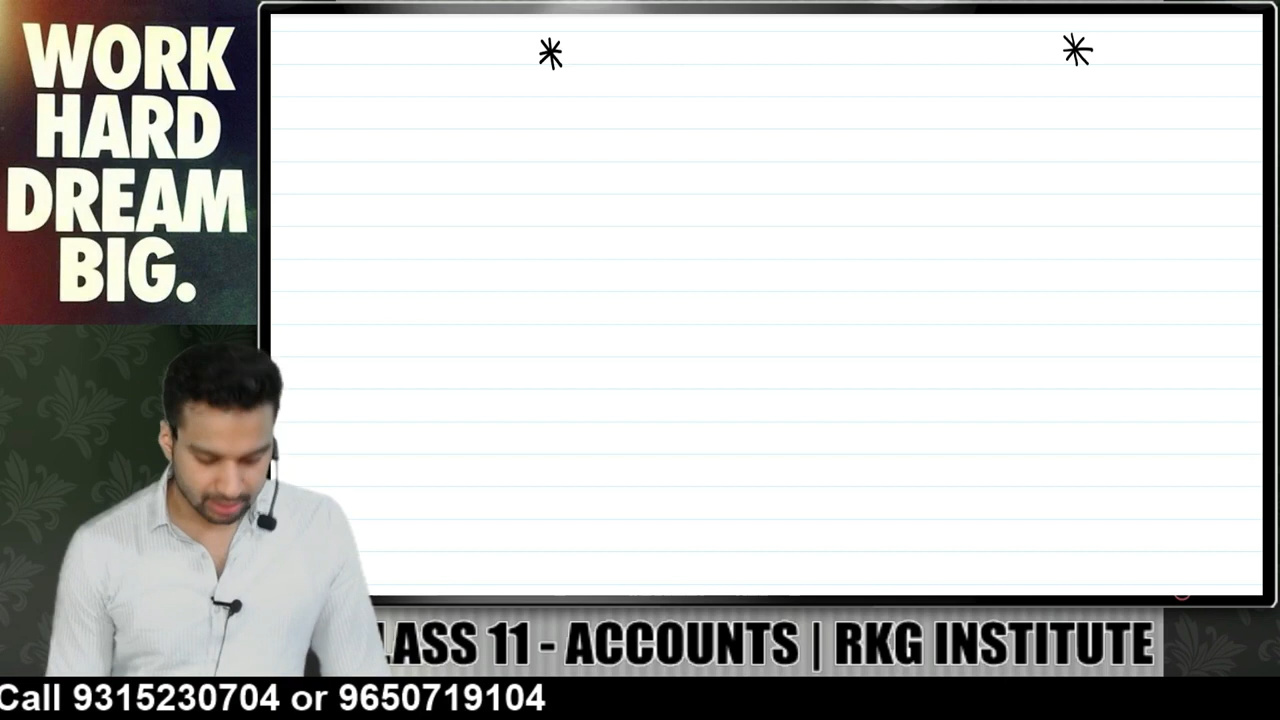 WORK
HARD
DREAM
BIG.
* *
LASS 11 - ACCOUNTS | RKG INSTITUTE
Call 9315230704 or 9650719104